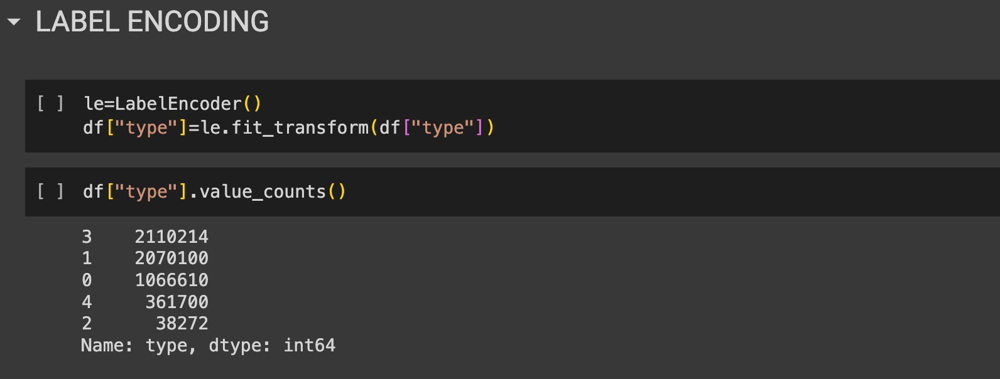 LABEL ENCODING
[ ] le=LabelEncoder()
df["type"]=le.fit_transform(df["type"])
[ ] df["type"].value_counts()
3    2110214
1    2070100
0    1066610
4     361700
2      38272
Name: type, dtype: int64